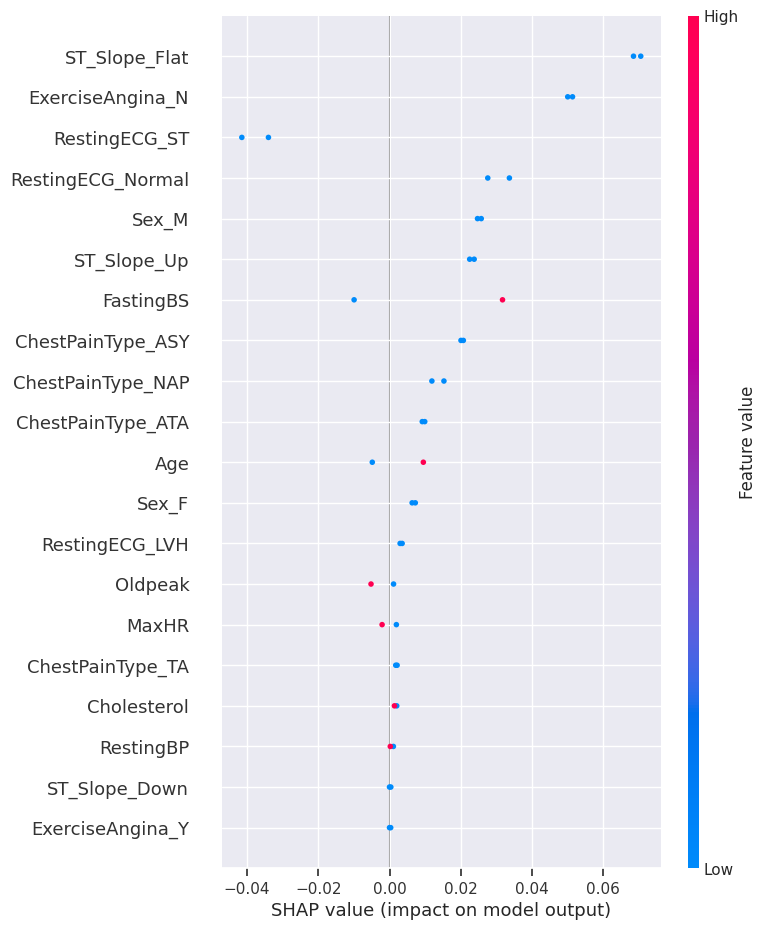 High
ST_Slope_Flat
ExerciseAngina_N
RestingECG_ST
RestingECG_Normal
Sex_M
ST_Slope_Up
FastingBS
ChestPainType_ASY
ChestPainType_NAP
ChestPainType_ATA
Age
Sex_F
RestingECG_LVH
Oldpeak
MaxHR
ChestPainType_TA
Cholesterol
RestingBP
ST_Slope_Down
ExerciseAngina_Y
Feature value
Low
−0.04 −0.02 0.00 0.02 0.04 0.06
SHAP value (impact on model output)